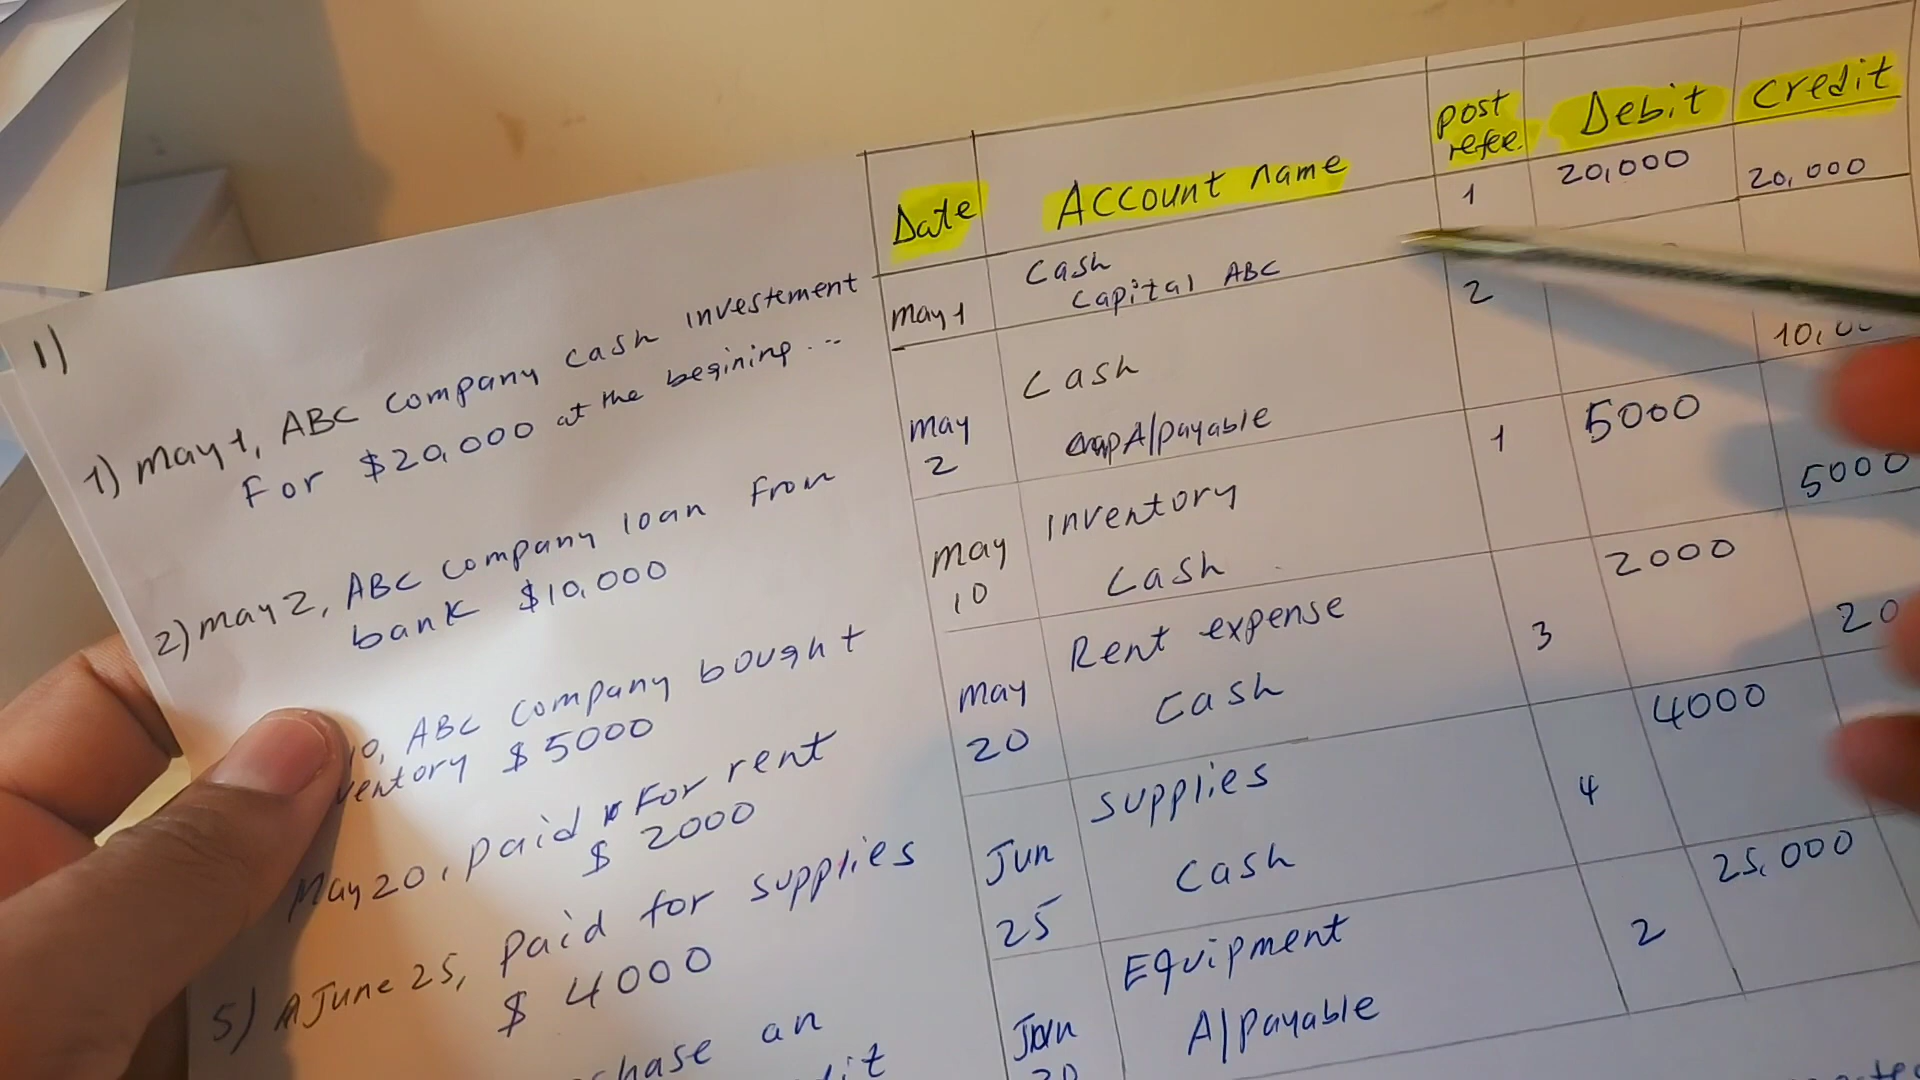 1)
1) May 1, ABC company cash investement
For $20,000 at the begining...
2) May 2, ABC company loan from
bank $10,000
10, ABC company bought
ventory $5000
May 20, paid For rent
$ 2000
5) June 25, paid for supplies
$ 4000
chase an
Date Account name post refee. Debit credit
May 1 Cash 1 20,000
Capital ABC 20,000
May 2 Cash 2
A/payable
May 10 Inventory 1 5000
Cash 5000
May 20 Rent expense 3 2000
Cash
Jun 25 Supplies 4 4000
Cash
Equipment 2 25,000
A/payable